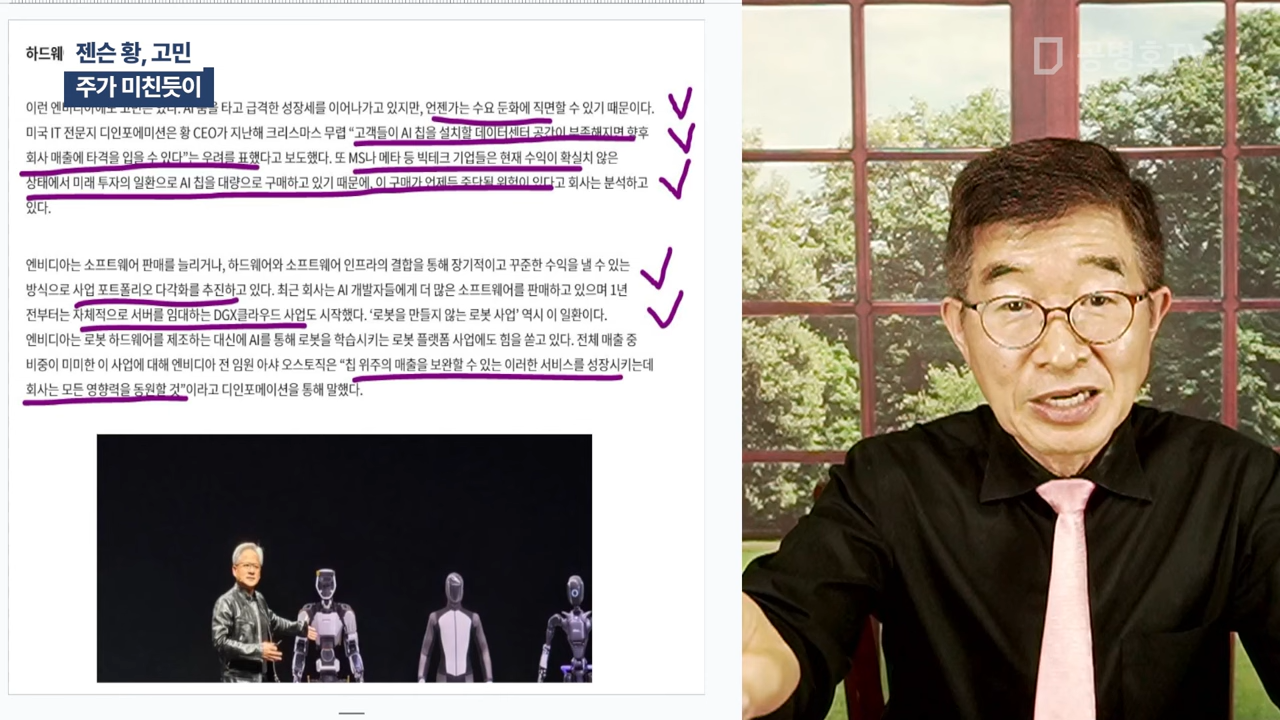 하드웨
젠슨 황, 고민
주가 미친듯이
이런 엔비디아에도 고민은 있다. AI 붐을 타고 급격한 성장세를 이어나가고 있지만, 언젠가는 수요 둔화에 직면할 수 있기 때문이다.
미국 IT 전문지 디인포메이션은 황 CEO가 지난해 크리스마스 무렵 “고객들이 AI 칩을 설치할 데이터센터 공간이 부족해지면 향후
회사 매출에 타격을 입을 수 있다”는 우려를 표했다고 보도했다. 또 MS나 메타 등 빅테크 기업들은 현재 수익이 확실치 않은
상태에서 미래 투자의 일환으로 AI 칩을 대량으로 구매하고 있기 때문에, 이 구매가 언제든 중단될 위험이 있다고 회사는 분석하고
있다.
엔비디아는 소프트웨어 판매를 늘리거나, 하드웨어와 소프트웨어 인프라의 결합을 통해 장기적이고 꾸준한 수익을 낼 수 있는
방식으로 사업 포트폴리오 다각화를 추진하고 있다. 최근 회사는 AI 개발자들에게 더 많은 소프트웨어를 판매하고 있으며 1년
전부터는 자체적으로 서버를 임대하는 DGX클라우드 사업도 시작했다. ‘로봇을 만들지 않는 로봇 사업’ 역시 이 일환이다.
엔비디아는 로봇 하드웨어를 제조하는 대신에 AI를 통해 로봇을 학습시키는 로봇 플랫폼 사업에도 힘을 쏟고 있다. 전체 매출 중
비중이 미미한 이 사업에 대해 엔비디아 전 임원 아샤 오스토직은 “칩 위주의 매출을 보완할 수 있는 이러한 서비스를 성장시키는데
회사는 모든 영향력을 동원할 것”이라고 디인포메이션을 통해 말했다.
공병호TV